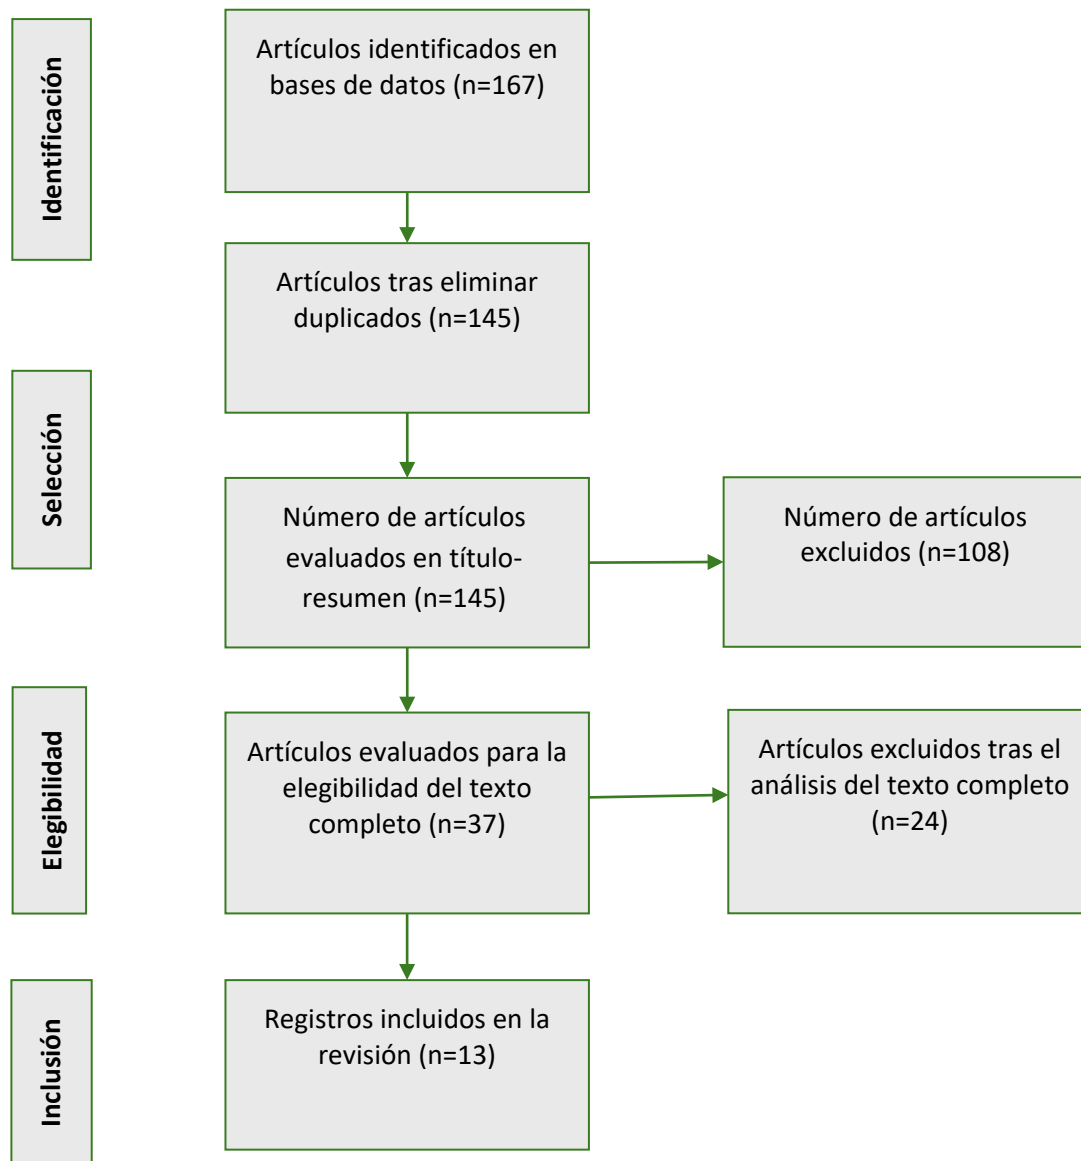 Identificación
Artículos identificados en
bases de datos (n=167)
Artículos tras eliminar
duplicados (n=145)
Selección
Número de artículos
evaluados en título-
resumen (n=145)
Número de artículos
excluidos (n=108)
Elegibilidad
Artículos evaluados para la
elegibilidad del texto
completo (n=37)
Artículos excluidos tras el
análisis del texto completo
(n=24)
Inclusión
Registros incluidos en la
revisión (n=13)